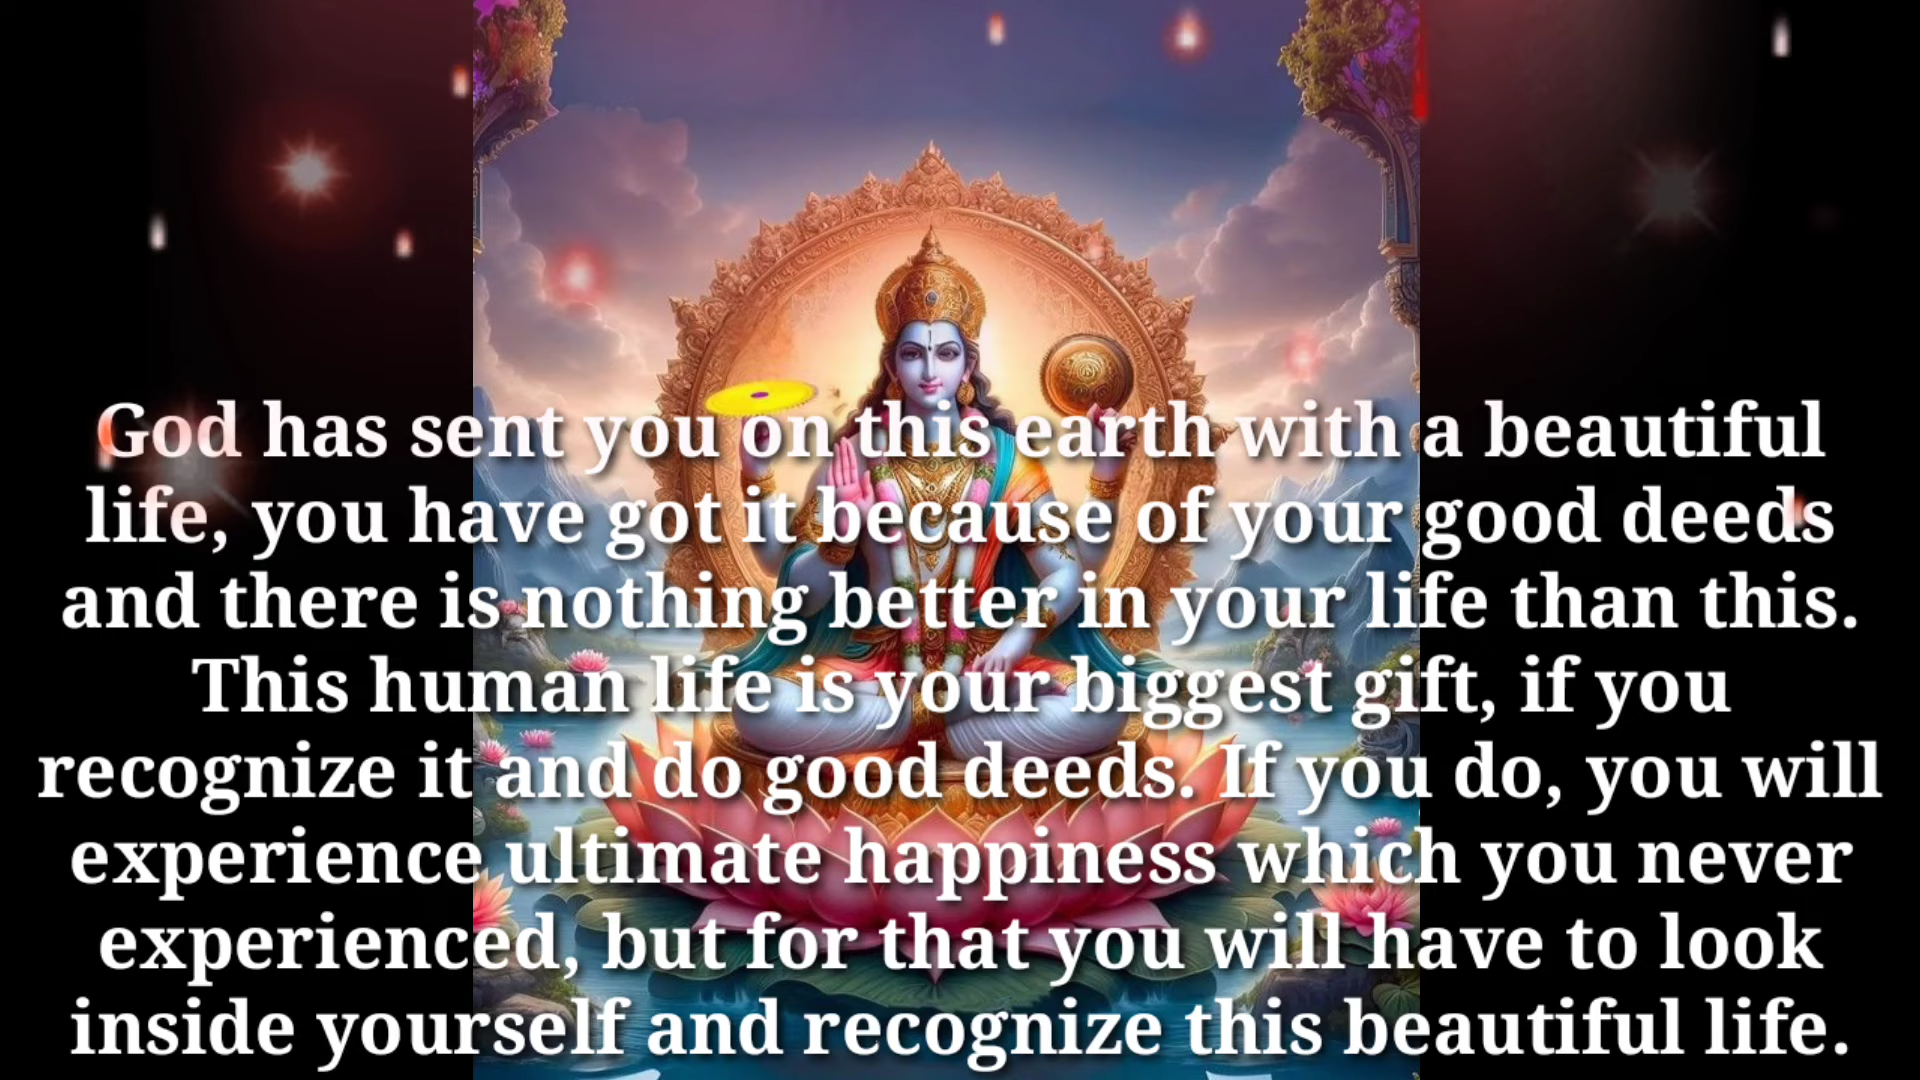 God has sent you on this earth with a beautiful
life, you have got it because of your good deeds
and there is nothing better in your life than this.
This human life is your biggest gift, if you
recognize it and do good deeds. If you do, you will
experience ultimate happiness which you never
experienced, but for that you will have to look
inside yourself and recognize this beautiful life.